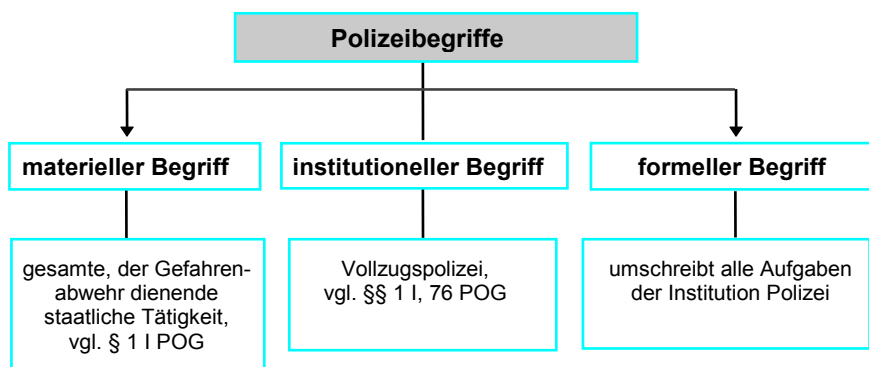 Polizeibegriffe
materieller Begriff
institutioneller Begriff
formeller Begriff
gesamte, der Gefahren-
abwehr dienende
staatliche Tätigkeit,
vgl. § 1 I POG
Vollzugspolizei,
vgl. §§ 1 I, 76 POG
umschreibt alle Aufgaben
der Institution Polizei